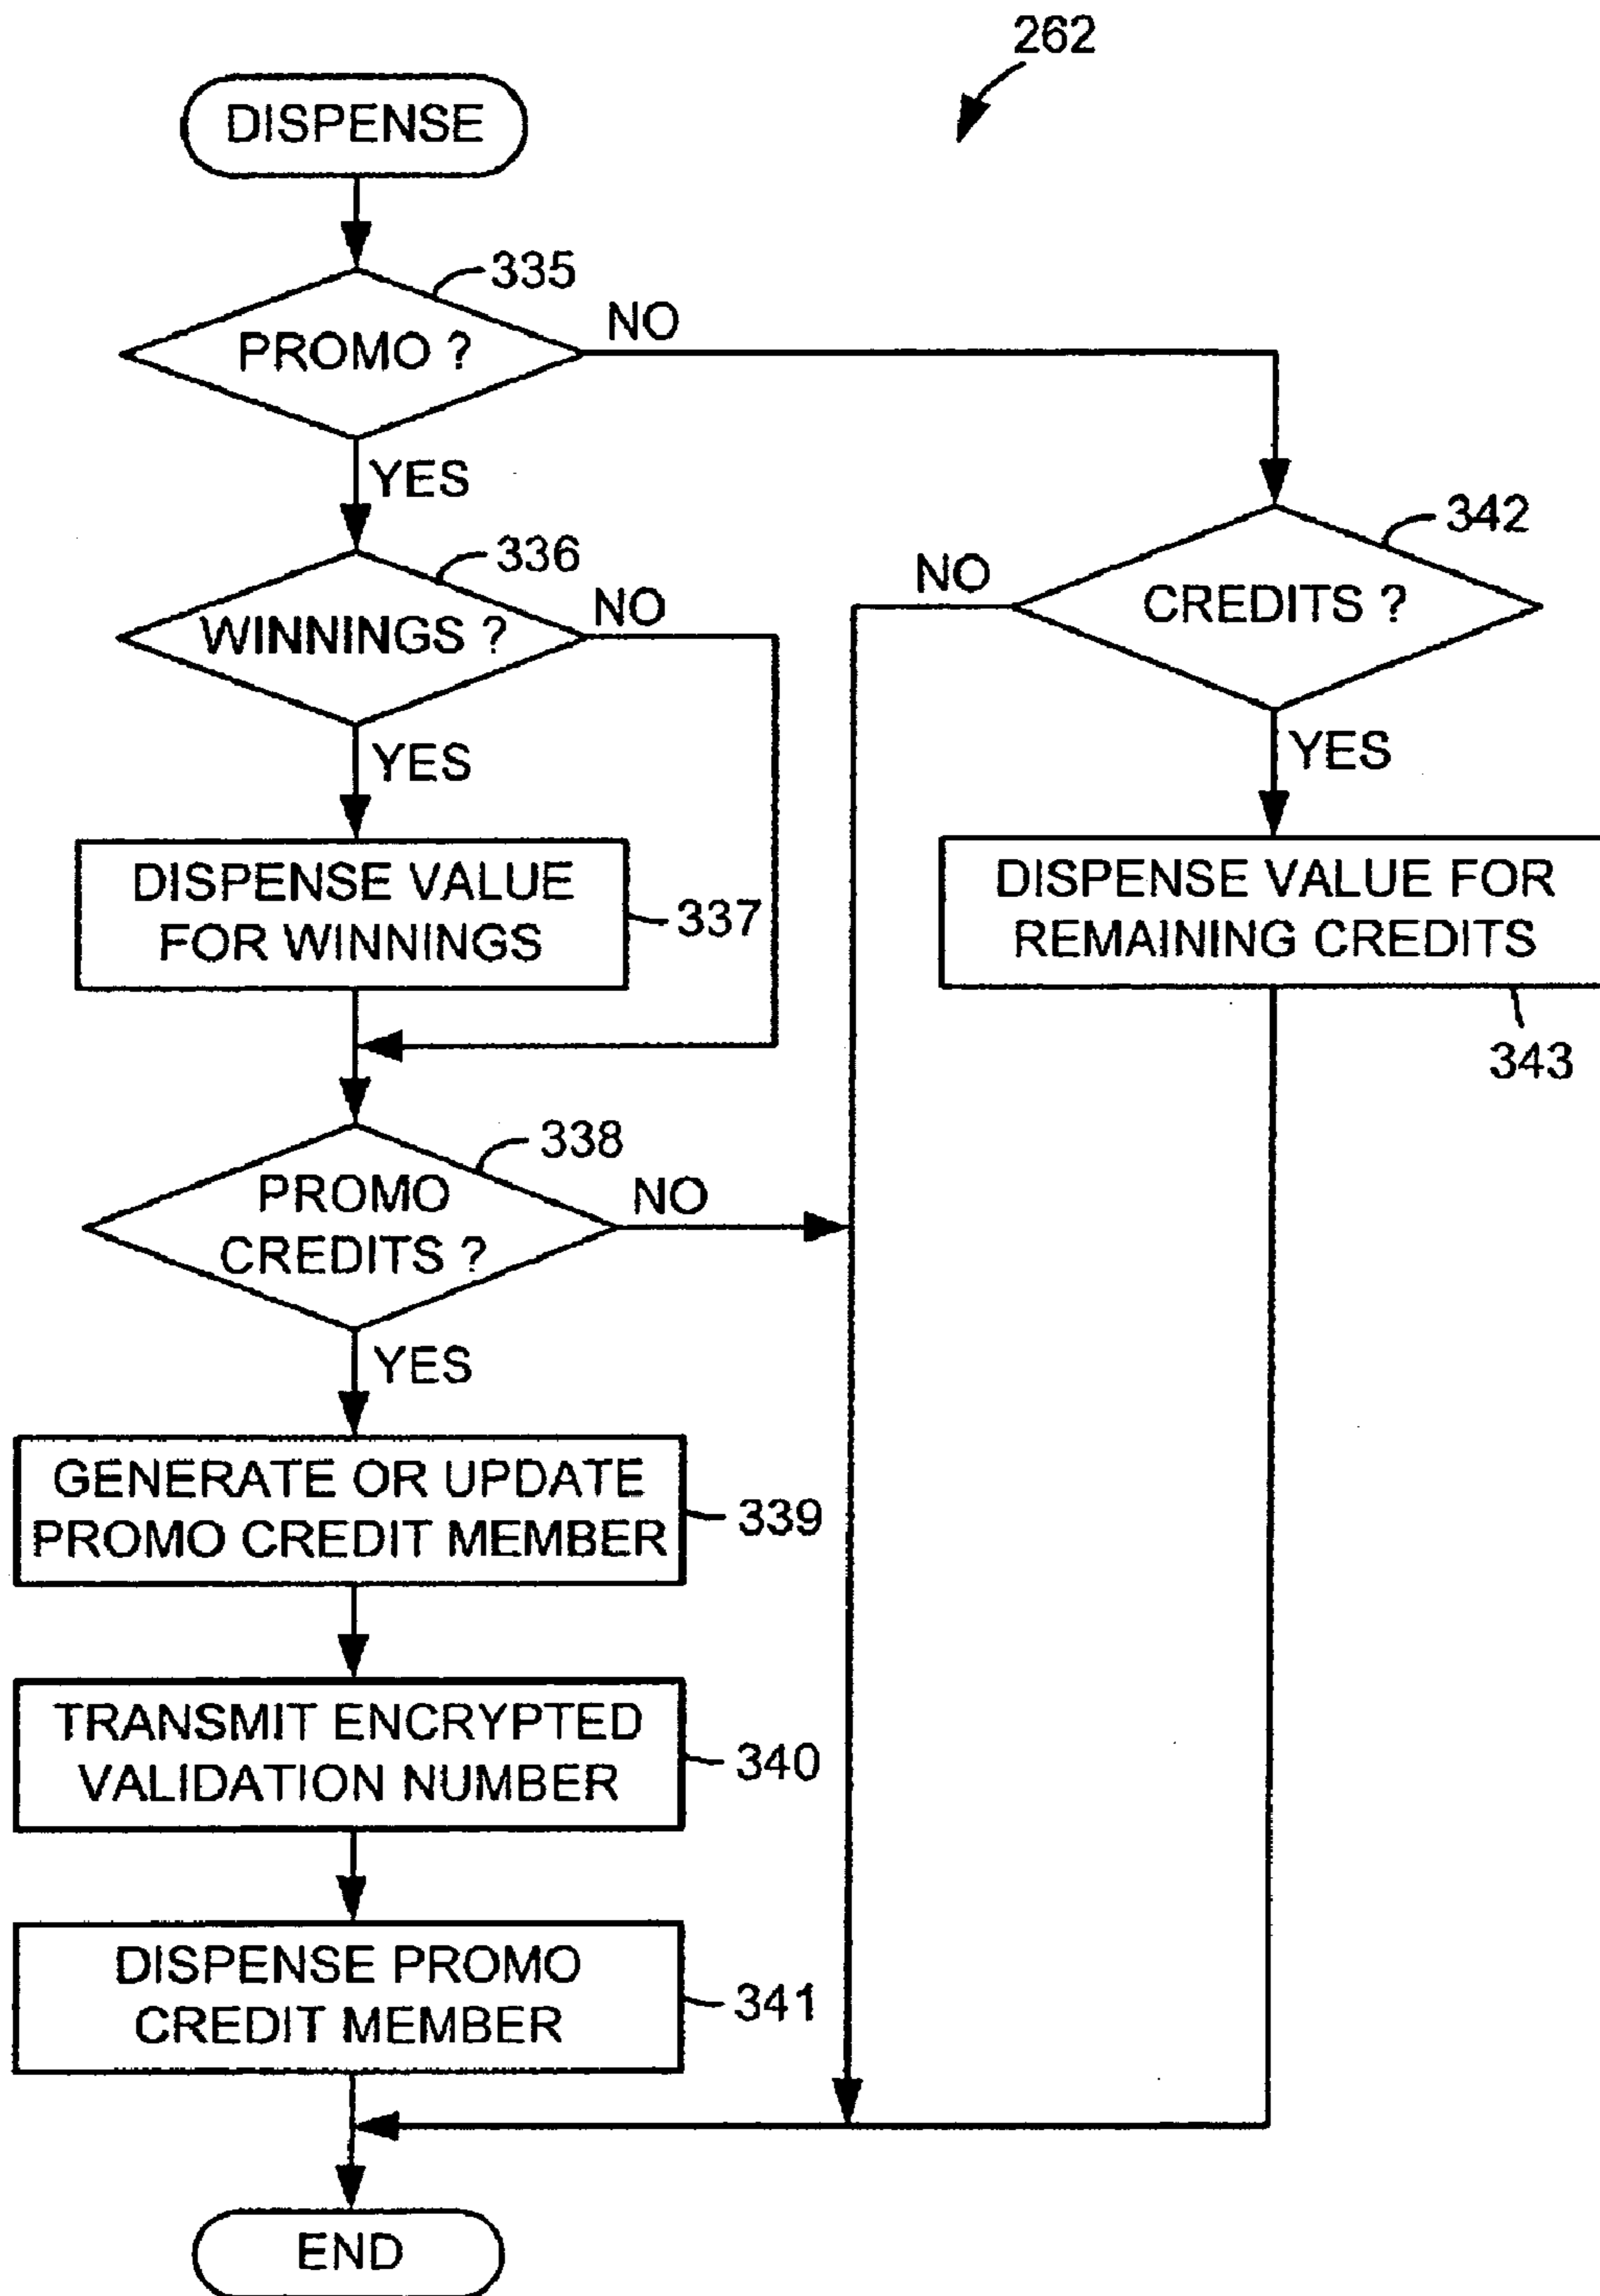 262
DISPENSE
335
PROMO ?
NO
YES
336
WINNINGS ?
NO
YES
342
CREDITS ?
NO
YES
DISPENSE VALUE
FOR WINNINGS
337
DISPENSE VALUE FOR
REMAINING CREDITS
343
338
PROMO
CREDITS ?
NO
YES
GENERATE OR UPDATE
PROMO CREDIT MEMBER
339
TRANSMIT ENCRYPTED
VALIDATION NUMBER
340
DISPENSE PROMO
CREDIT MEMBER
341
END